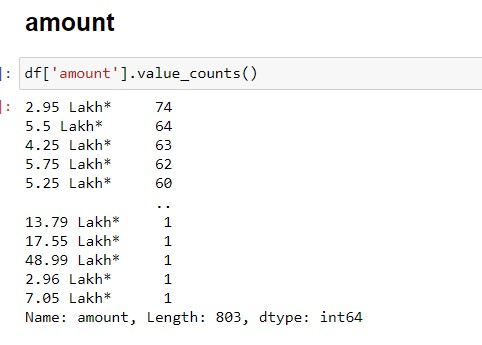 amount
]: df['amount'].value_counts()
]: 2.95 Lakh* 74
5.5 Lakh* 64
4.25 Lakh* 63
5.75 Lakh* 62
5.25 Lakh* 60
..
13.79 Lakh* 1
17.55 Lakh* 1
48.99 Lakh* 1
2.96 Lakh* 1
7.05 Lakh* 1
Name: amount, Length: 803, dtype: int64